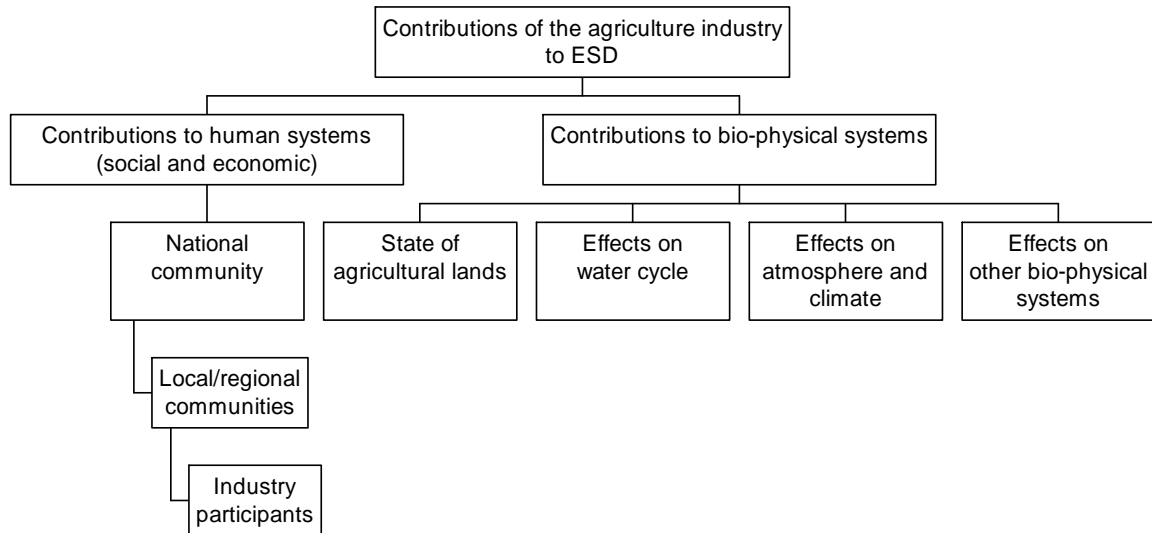 Contributions of the agriculture industry
to ESD
Contributions to human systems
(social and economic)
Contributions to bio-physical systems
National
community
State of
agricultural lands
Effects on
water cycle
Effects on
atmosphere and
climate
Effects on
other bio-physical
systems
Local/regional
communities
Industry
participants